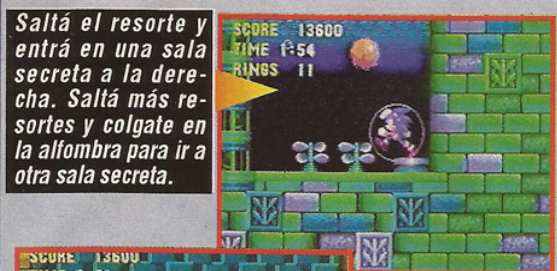 Saltá el resorte y
entrá en una sala
secreta a la dere-
cha. Saltá más re-
sortes y colgate en
la alfombra para ir a
otra sala secreta.
SCORE 13600
TIME 1:54
RINGS 11
SCORE 13600